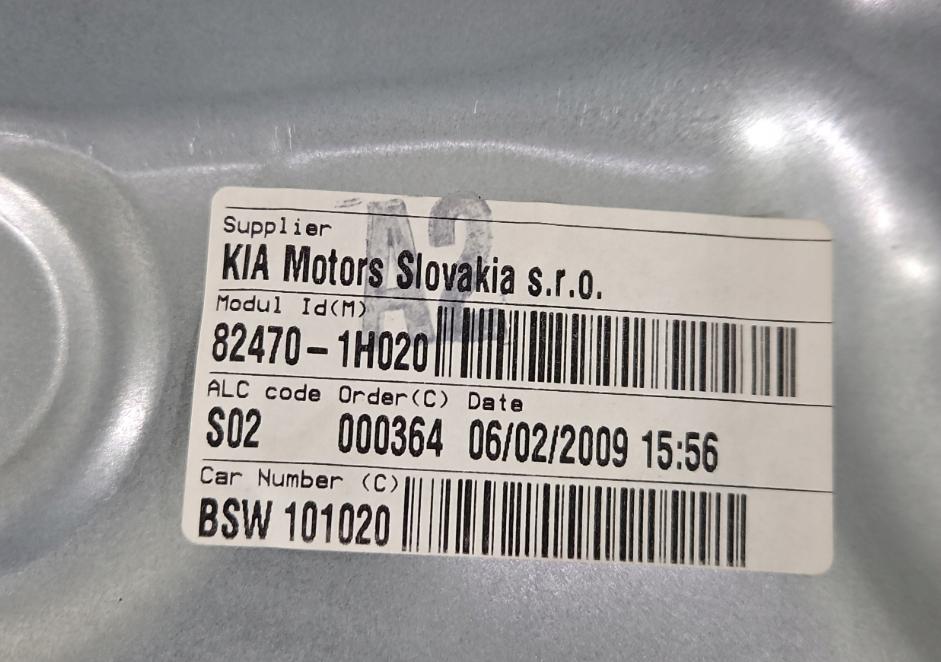 A2
Supplier
KIA Motors Slovakia s.r.o.
Modul Id(M)
82470-1H020
ALC code Order(C) Date
S02 000364 06/02/2009 15:56
Car Number (C)
BSW 101020